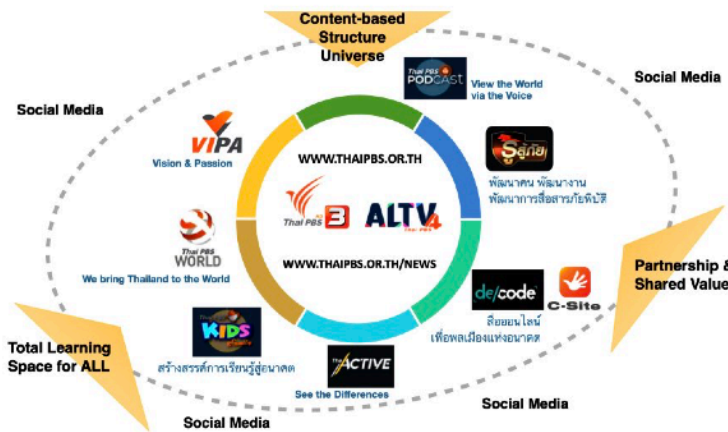 Content-based
Structure
Universe
Social Media
Social Media
Thai PBS
PODCAST
View the World
via the Voice
VIPA
Vision & Passion
WWW.THAIPBS.OR.TH
รู้สู้ภัย
พัฒนาคน พัฒนางาน
พัฒนาการสื่อสารภัยพิบัติ
Thai PBS
3
ALTV
4
Thai PBS
WORLD
We bring Thailand to the World
WWW.THAIPBS.OR.TH/NEWS
Partnership &
Shared Value
de/code
C-Site
สื่อออนไลน์
เพื่อพลเมืองแห่งอนาคต
Total Learning
Space for ALL
KIDS
สร้างสรรค์การเรียนรู้สู่อนาคต
The
ACTIVE
See the Differences
Social Media
Social Media